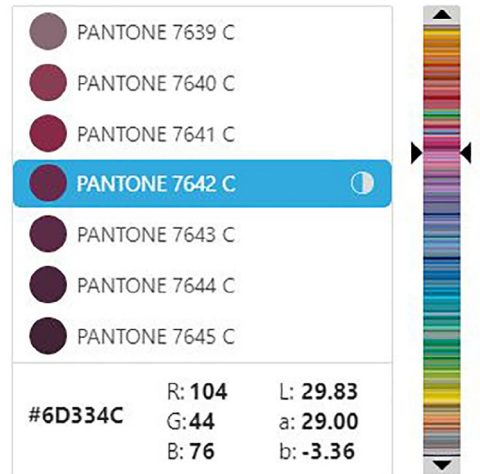 PANTONE 7639 C
PANTONE 7640 C
PANTONE 7641 C
PANTONE 7642 C
PANTONE 7643 C
PANTONE 7644 C
PANTONE 7645 C
#6D334C
R: 104
G: 44
B: 76
L: 29.83
a: 29.00
b: -3.36